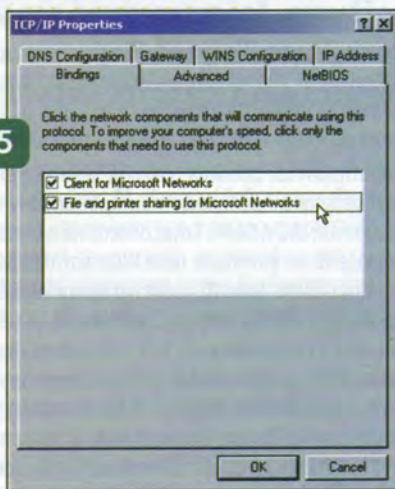 TCP/IP Properties
DNS Configuration Gateway WINS Configuration IP Address
Bindings Advanced NetBIOS
Click the network components that will communicate using this
protocol. To improve your computer's speed, click only the
components that need to use this protocol.
5
Client for Microsoft Networks
File and printer sharing for Microsoft Networks
OK Cancel